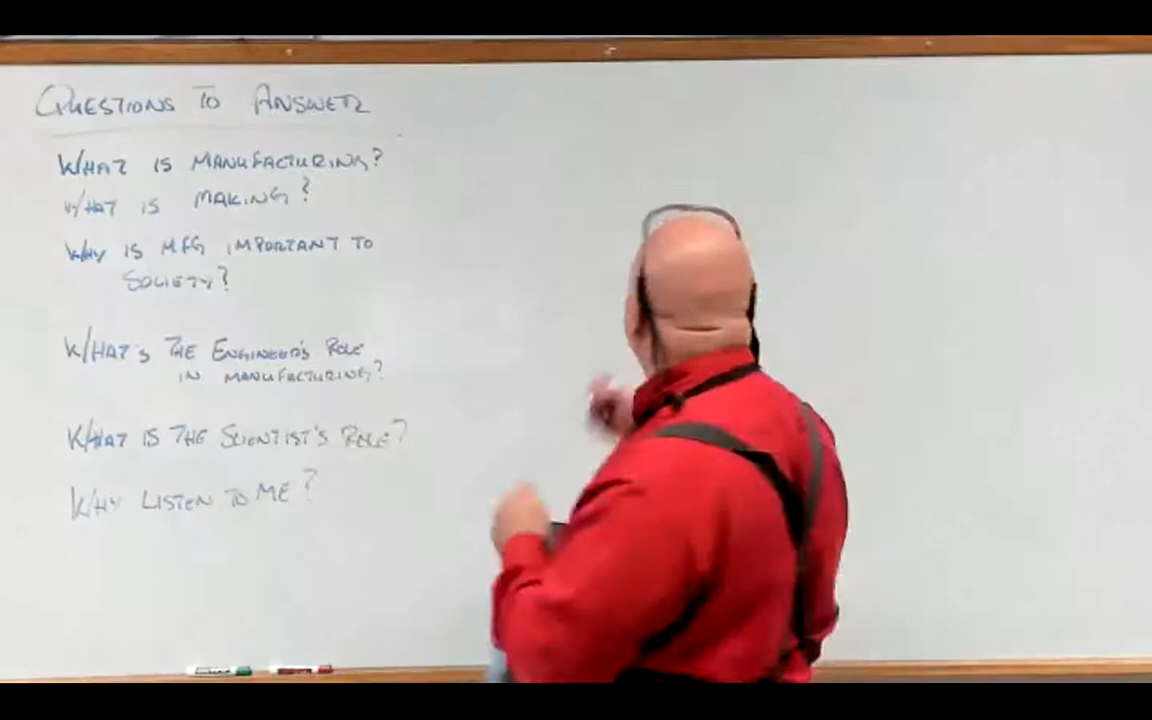 QUESTIONS TO ANSWER
WHAT IS MANUFACTURING?
WHAT IS MAKING?
WHY IS MFG IMPORTANT TO
SOCIETY?
WHAT'S THE ENGINEER'S ROLE
IN MANUFACTURING?
WHAT IS THE SCIENTIST'S ROLE?
WHY LISTEN TO ME?